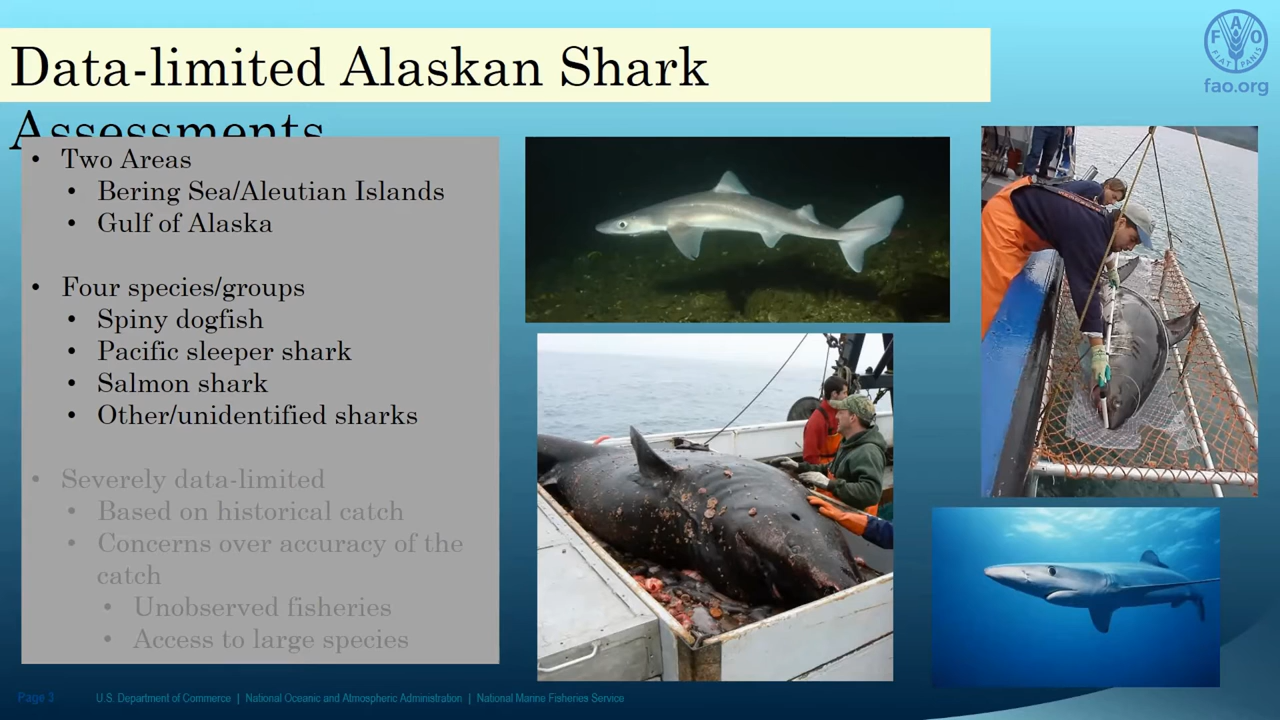 Data-limited Alaskan Shark
Assessments
• Two Areas
• Bering Sea/Aleutian Islands
• Gulf of Alaska
• Four species/groups
• Spiny dogfish
• Pacific sleeper shark
• Salmon shark
• Other/unidentified sharks
• Severely data-limited
• Based on historical catch
• Concerns over accuracy of the
catch
• Unobserved fisheries
• Access to large species
F A O
FIAT PANIS
fao.org
Page 3
U.S. Department of Commerce | National Oceanic and Atmospheric Administration | National Marine Fisheries Service